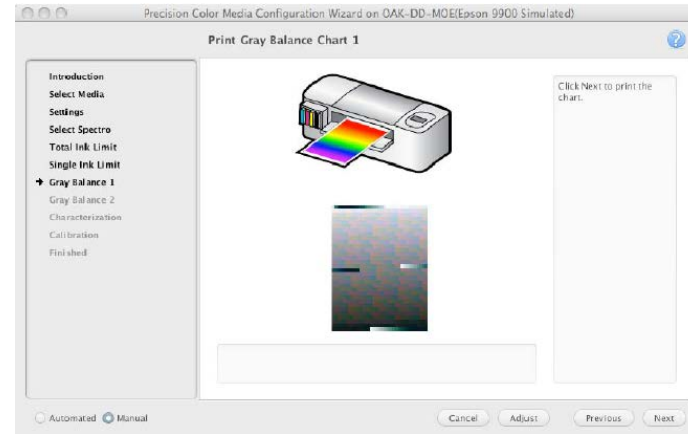 Precision Color Media Configuration Wizard on OAK-DD-MOE(Epson 9900 Simulated)
Print Gray Balance Chart 1
?
Introduction
Select Media
Settings
Select Spectro
Total Ink Limit
Single Ink Limit
Gray Balance 1
Gray Balance 2
Characterization
Calibration
Finished
Click Next to print the
chart.
Automated Manual
Cancel Adjust Previous Next